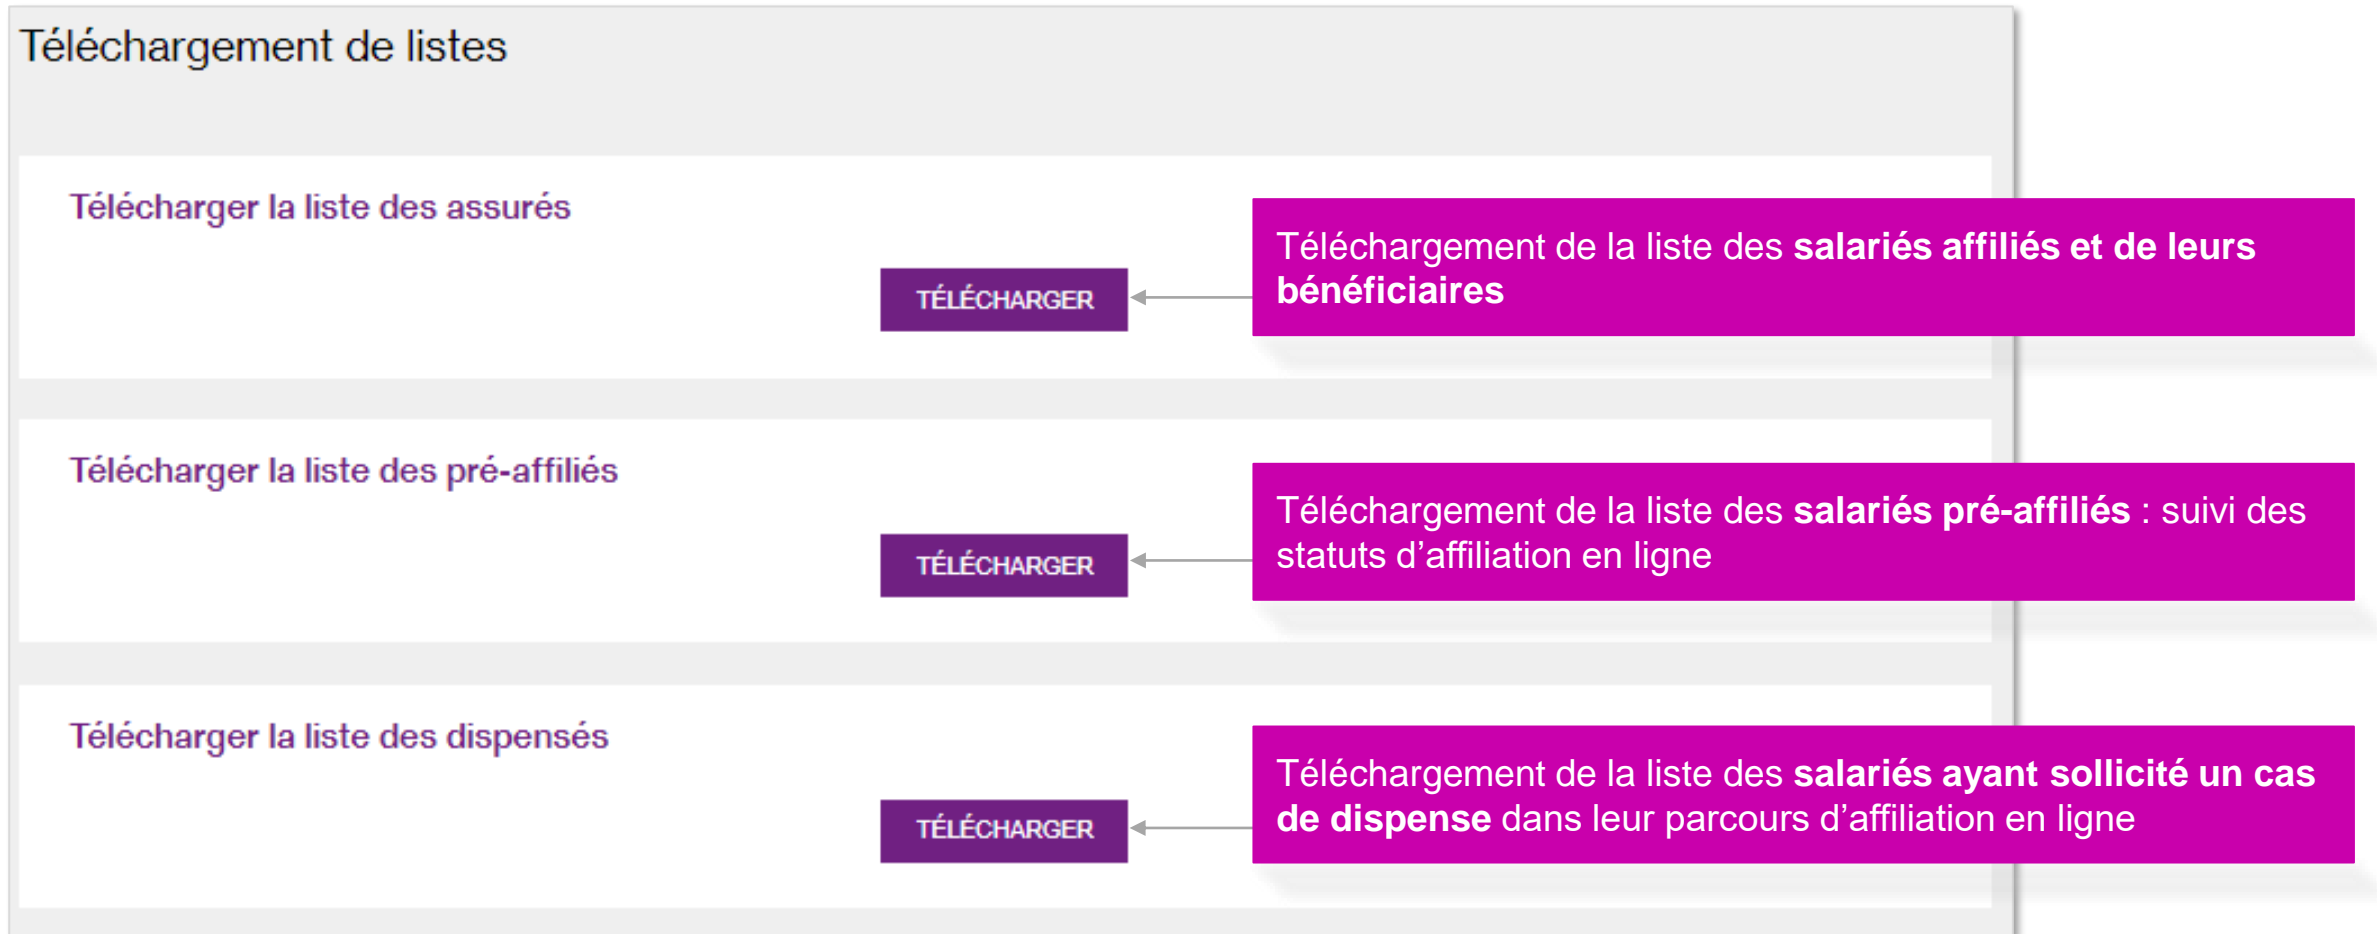 Téléchargement de listes
Télécharger la liste des assurés
TÉLÉCHARGER
Téléchargement de la liste des salariés affiliés et de leurs
bénéficiaires
Télécharger la liste des pré-affiliés
TÉLÉCHARGER
Téléchargement de la liste des salariés pré-affiliés : suivi des
statuts d’affiliation en ligne
Télécharger la liste des dispensés
TÉLÉCHARGER
Téléchargement de la liste des salariés ayant sollicité un cas
de dispense dans leur parcours d’affiliation en ligne